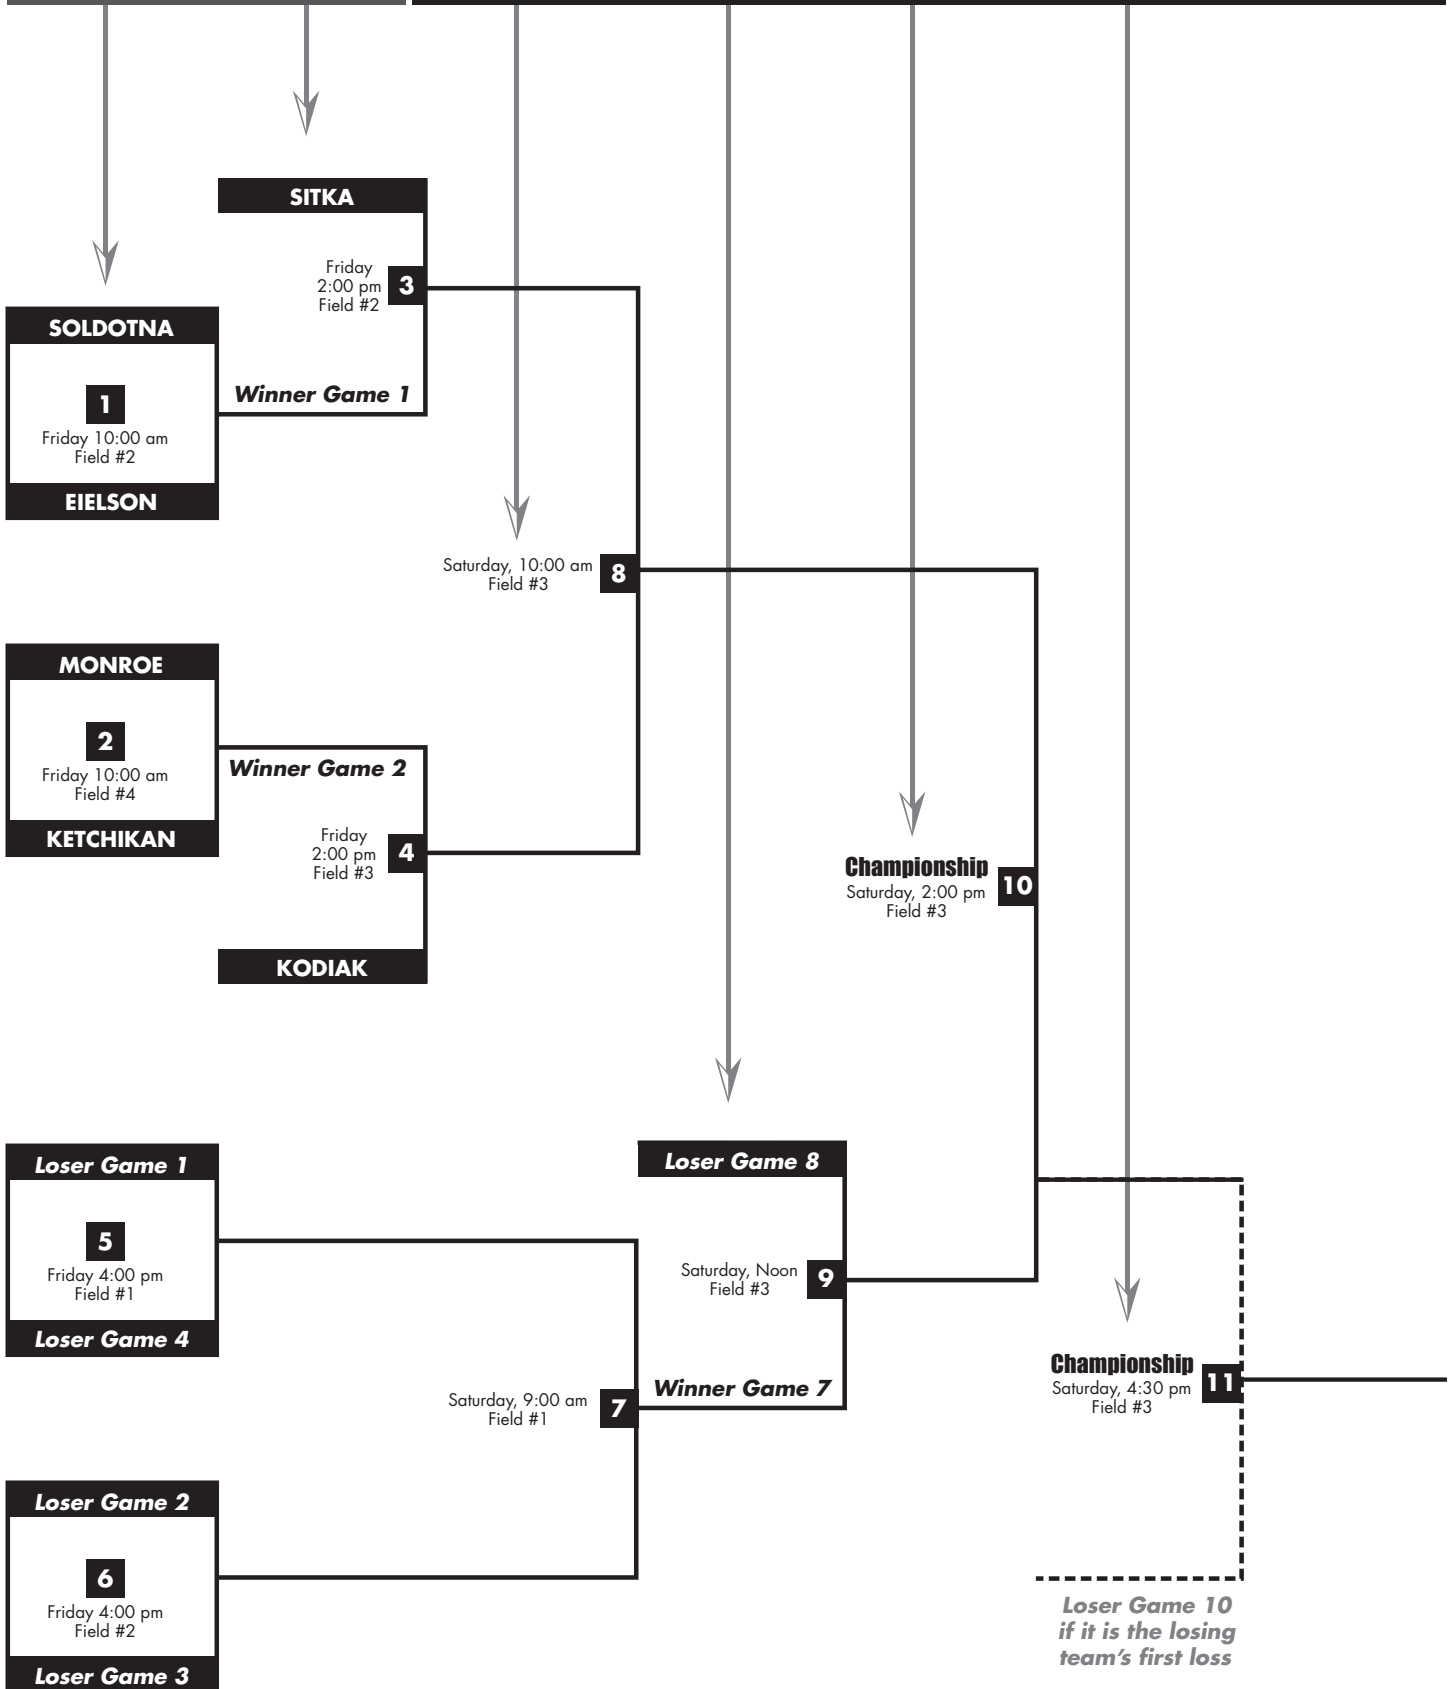 SITKA
Friday
2:00 pm
Field #2
3
SOLDOTNA
1
Friday 10:00 am
Field #2
EIELSON
Winner Game 1
Saturday, 10:00 am
Field #3
8
MONROE
2
Friday 10:00 am
Field #4
KETCHIKAN
Winner Game 2
Friday
2:00 pm
Field #3
4
KODIAK
Championship
Saturday, 2:00 pm
Field #3
10
Loser Game 1
5
Friday 4:00 pm
Field #1
Loser Game 4
Loser Game 8
Saturday, Noon
Field #3
9
Winner Game 7
Saturday, 9:00 am
Field #1
7
Championship
Saturday, 4:30 pm
Field #3
11
Loser Game 2
6
Friday 4:00 pm
Field #2
Loser Game 3
Loser Game 10
if it is the losing
team's first loss